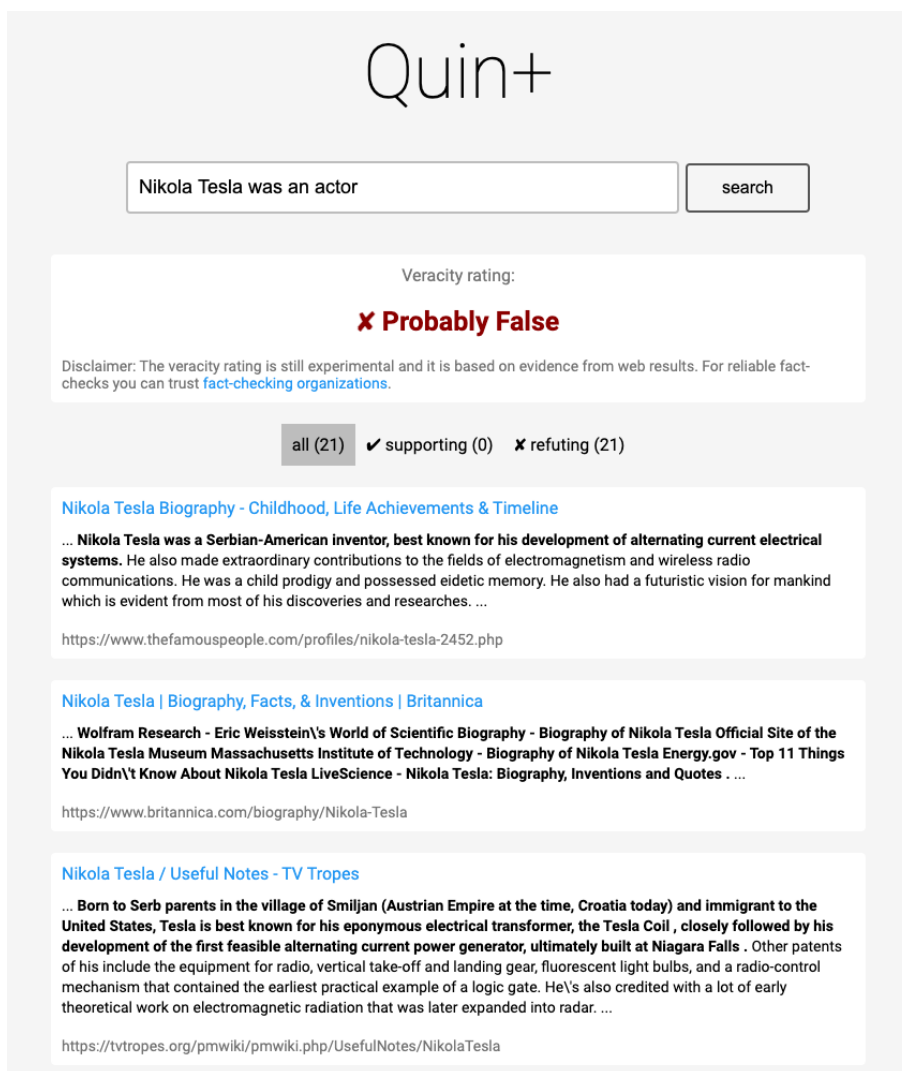 Quin+
Nikola Tesla was an actor
search
Veracity rating:
✘ Probably False
Disclaimer: The veracity rating is still experimental and it is based on evidence from web results. For reliable fact-
checks you can trust fact-checking organizations.
all (21) ✔ supporting (0) ✘ refuting (21)
Nikola Tesla Biography - Childhood, Life Achievements & Timeline
... Nikola Tesla was a Serbian-American inventor, best known for his development of alternating current electrical
systems. He also made extraordinary contributions to the fields of electromagnetism and wireless radio
communications. He was a child prodigy and possessed eidetic memory. He also had a futuristic vision for mankind
which is evident from most of his discoveries and researches. ...
https://www.thefamouspeople.com/profiles/nikola-tesla-2452.php
Nikola Tesla | Biography, Facts, & Inventions | Britannica
... Wolfram Research - Eric Weisstein\'s World of Scientific Biography - Biography of Nikola Tesla Official Site of the
Nikola Tesla Museum Massachusetts Institute of Technology - Biography of Nikola Tesla Energy.gov - Top 11 Things
You Didn\'t Know About Nikola Tesla LiveScience - Nikola Tesla: Biography, Inventions and Quotes . ...
https://www.britannica.com/biography/Nikola-Tesla
Nikola Tesla / Useful Notes - TV Tropes
... Born to Serb parents in the village of Smiljan (Austrian Empire at the time, Croatia today) and immigrant to the
United States, Tesla is best known for his eponymous electrical transformer, the Tesla Coil , closely followed by his
development of the first feasible alternating current power generator, ultimately built at Niagara Falls . Other patents
of his include the equipment for radio, vertical take-off and landing gear, fluorescent light bulbs, and a radio-control
mechanism that contained the earliest practical example of a logic gate. He\'s also credited with a lot of early
theoretical work on electromagnetic radiation that was later expanded into radar. ...
https://tvtropes.org/pmwiki/pmwiki.php/UsefulNotes/NikolaTesla